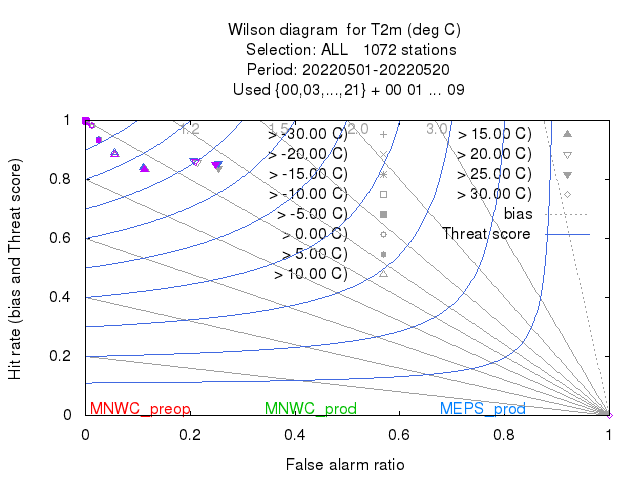 Wilson diagram  for T2m (deg C)
Selection: ALL   1072 stations
Period: 20220501-20220520
Used {00,03,...,21} + 00 01 ... 09
Hit rate (bias and Threat score)
1
0.8
0.6
0.4
0.2
0
1.2
1.5
2.0
3.0
> -30.00 C)
> -20.00 C)
> -15.00 C)
> -10.00 C)
> -5.00 C)
> 0.00 C)
> 5.00 C)
> 10.00 C)
> 15.00 C)
> 20.00 C)
> 25.00 C)
> 30.00 C)
bias
Threat score
MNWC_preop
MNWC_prod
MEPS_prod
0
0.2
0.4
0.6
0.8
1
False alarm ratio